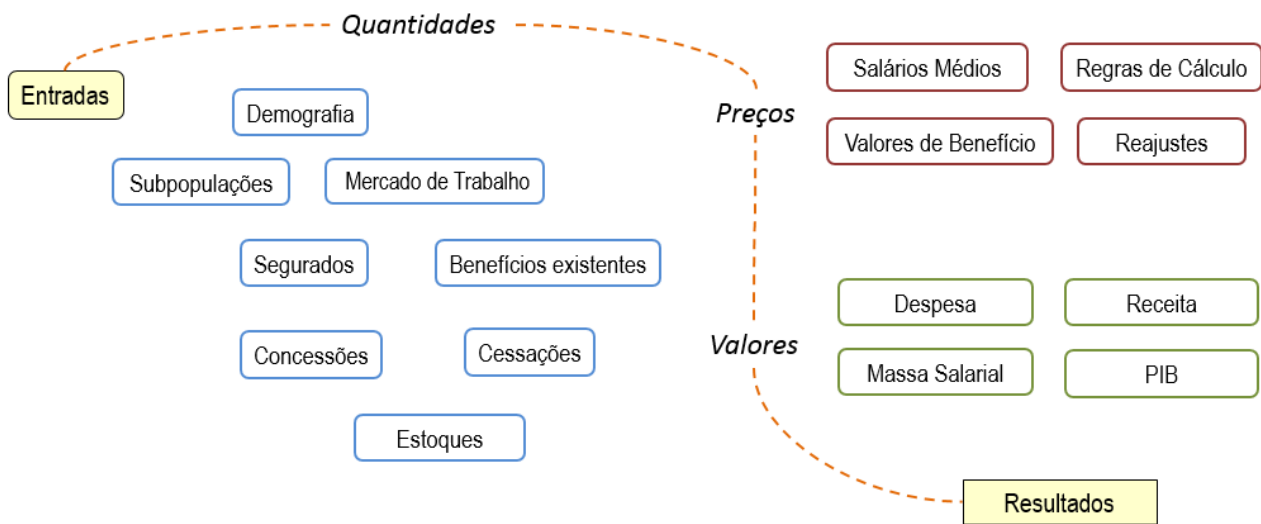 Quantidades
Entradas
Demografia
Subpopulações
Mercado de Trabalho
Segurados
Benefícios existentes
Concessões
Cessações
Estoques
Preços
Salários Médios
Regras de Cálculo
Valores de Benefício
Reajustes
Valores
Despesa
Receita
Massa Salarial
PIB
Resultados